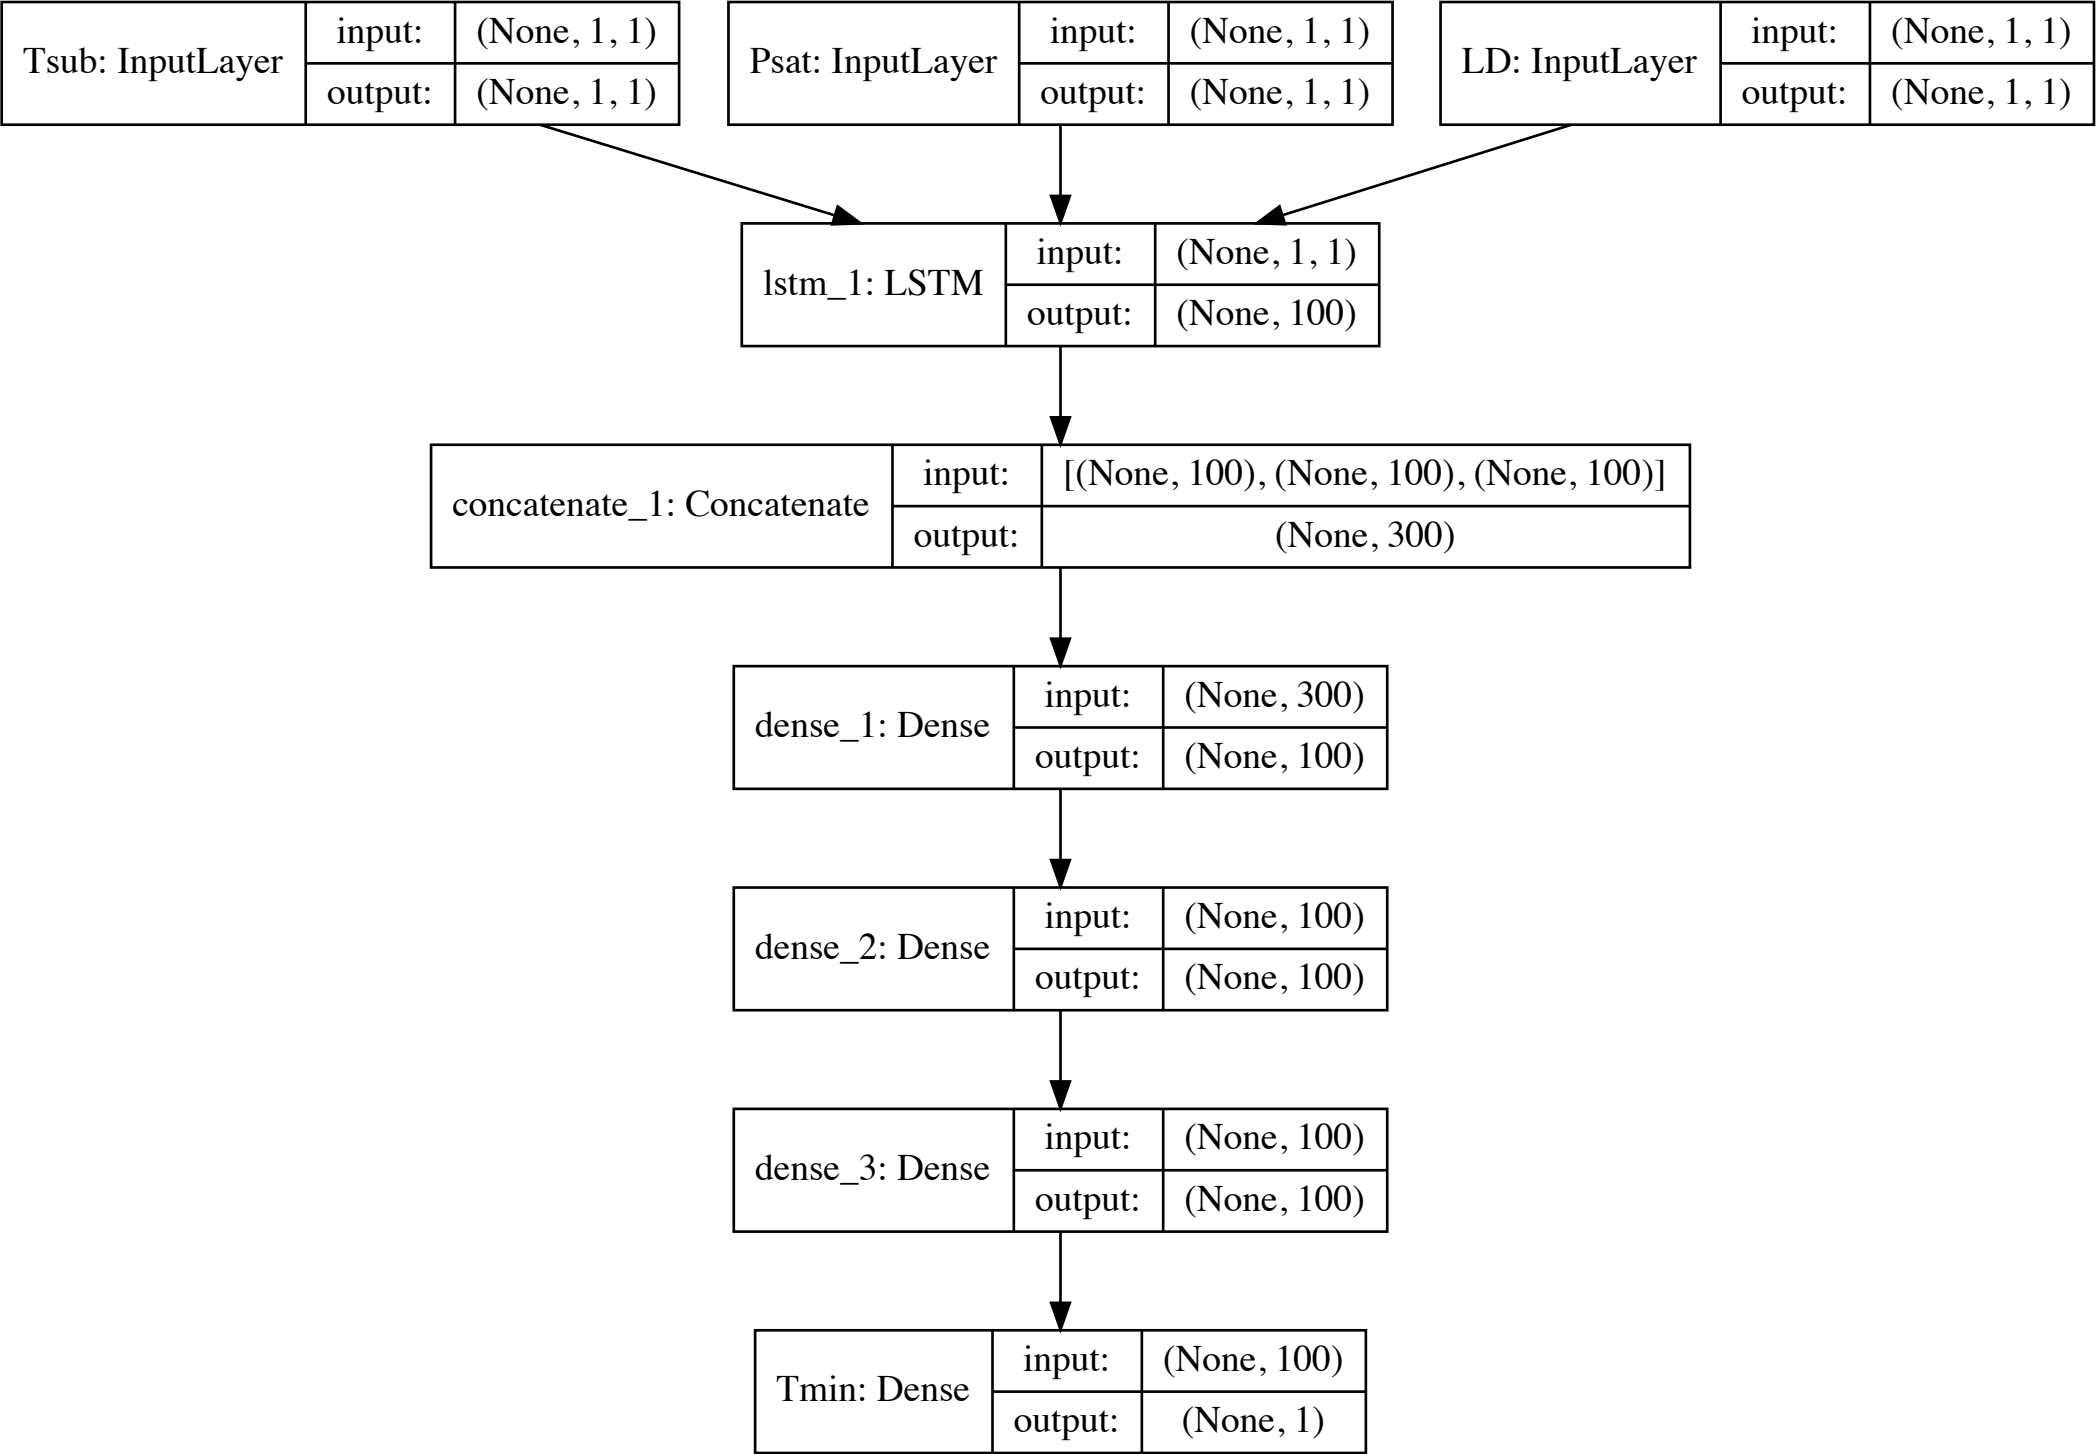 Tsub: InputLayer input: (None, 1, 1)
output: (None, 1, 1)
Psat: InputLayer input: (None, 1, 1)
output: (None, 1, 1)
LD: InputLayer input: (None, 1, 1)
output: (None, 1, 1)
lstm_1: LSTM input: (None, 1, 1)
output: (None, 100)
concatenate_1: Concatenate input: [(None, 100), (None, 100), (None, 100)]
output: (None, 300)
dense_1: Dense input: (None, 300)
output: (None, 100)
dense_2: Dense input: (None, 100)
output: (None, 100)
dense_3: Dense input: (None, 100)
output: (None, 100)
Tmin: Dense input: (None, 100)
output: (None, 1)